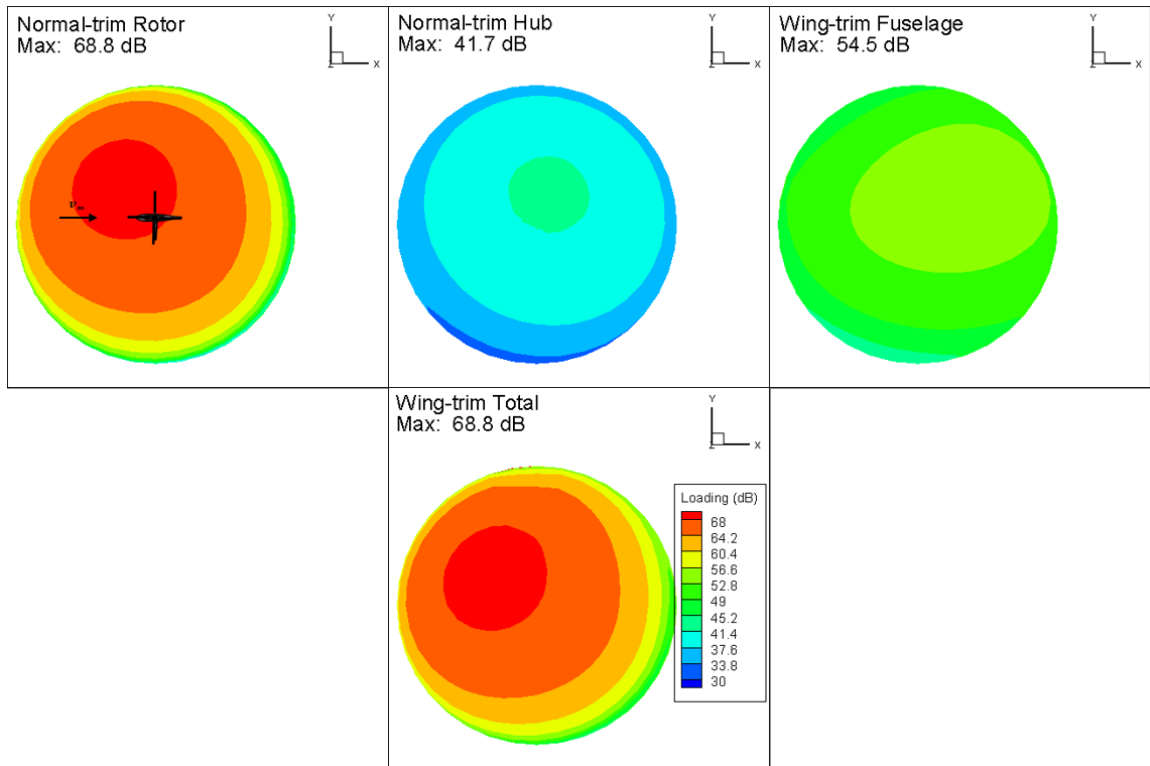 Normal-trim Rotor
Max: 68.8 dB
Y
Z
X
v∞
Normal-trim Hub
Max: 41.7 dB
Y
Z
X
Wing-trim Fuselage
Max: 54.5 dB
Y
Z
X
Wing-trim Total
Max: 68.8 dB
Y
Z
X
Loading (dB)
68
64.2
60.4
56.6
52.8
49
45.2
41.4
37.6
33.8
30